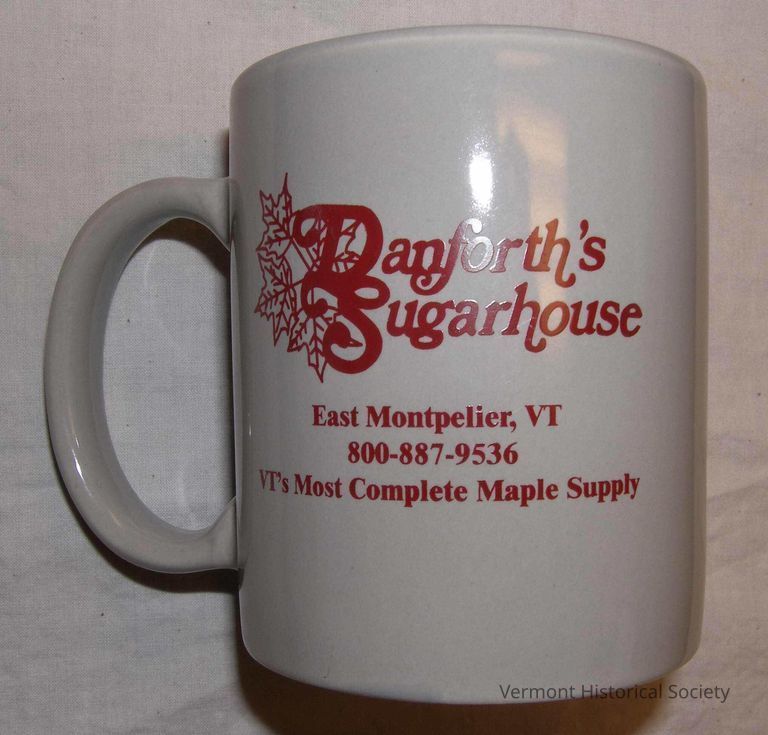 Danforth's
Sugarhouse
East Montpelier, VT
800-887-9536
VT's Most Complete Maple Supply
Vermont Historical Society